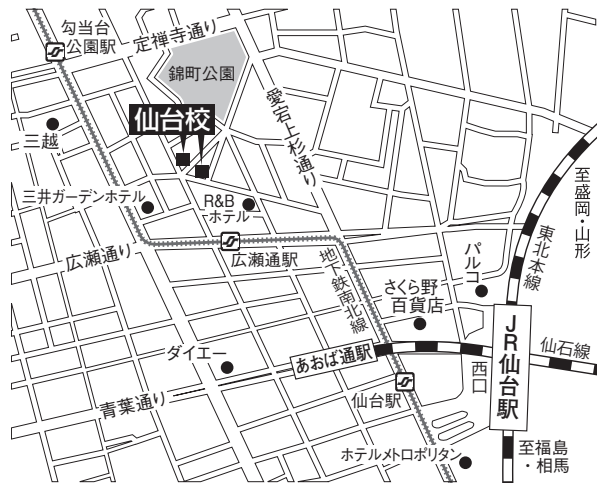 勾当台
公園駅
定禅寺通り
錦町公園
愛宕上杉通り
仙台校
三越
三井ガーデンホテル
R&B
ホテル
広瀬通り
広瀬通駅
地下鉄南北線
至盛岡・山形
東北本線
パルコ
さくら野
百貨店
ダイエー
あおば通駅
JR仙台駅
仙石線
西口
青葉通り
仙台駅
ホテルメトロポリタン
至福島
・相馬